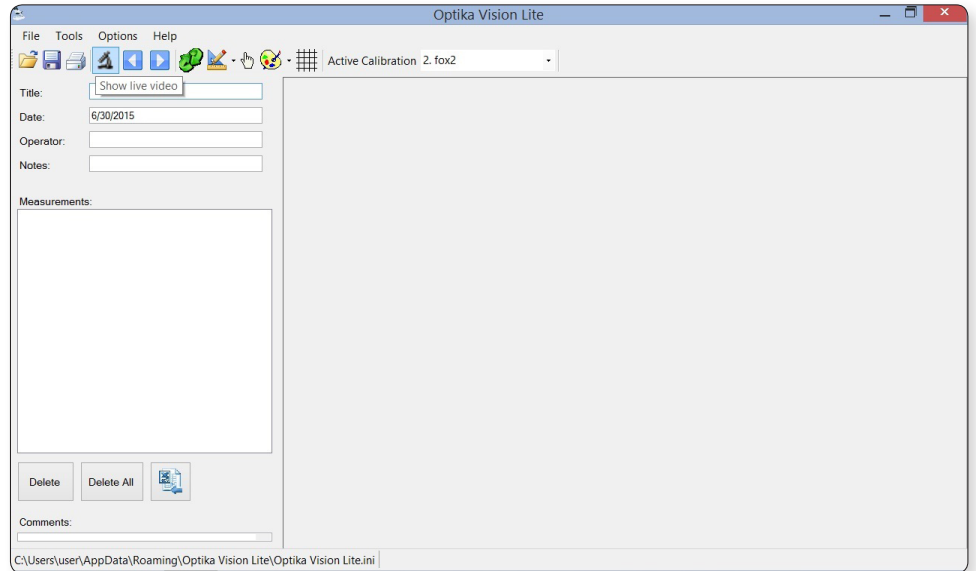 Optika Vision Lite
File Tools Options Help
Active Calibration 2. fox2
Show live video
Title:
Date: 6/30/2015
Operator:
Notes:
Measurements:
Delete Delete All
Comments:
C:\Users\user\AppData\Roaming\Optika Vision Lite\Optika Vision Lite.ini